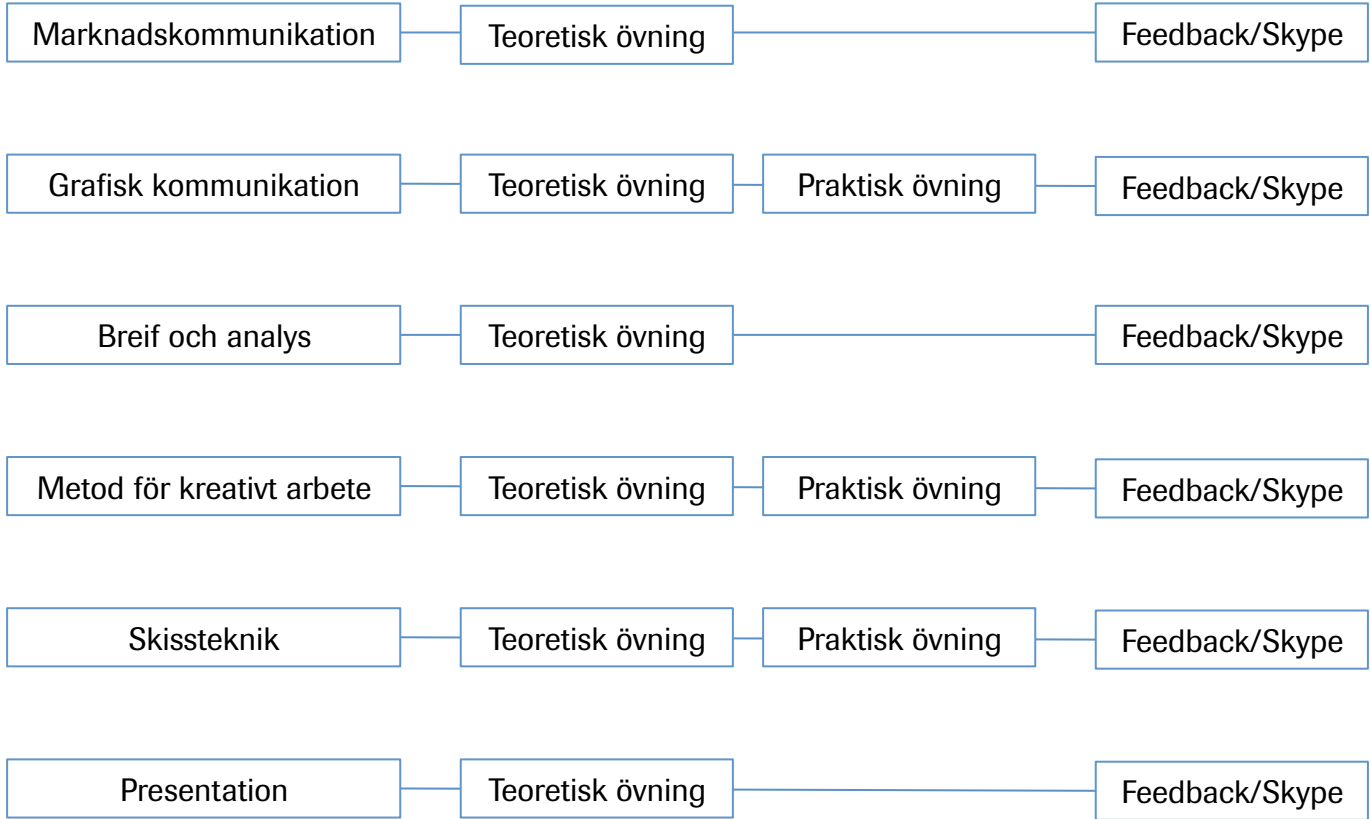 Marknadskommunikation Teoretisk övning Feedback/Skype
Grafisk kommunikation Teoretisk övning Praktisk övning Feedback/Skype
Breif och analys Teoretisk övning Feedback/Skype
Metod för kreativt arbete Teoretisk övning Praktisk övning Feedback/Skype
Skissteknik Teoretisk övning Praktisk övning Feedback/Skype
Presentation Teoretisk övning Feedback/Skype